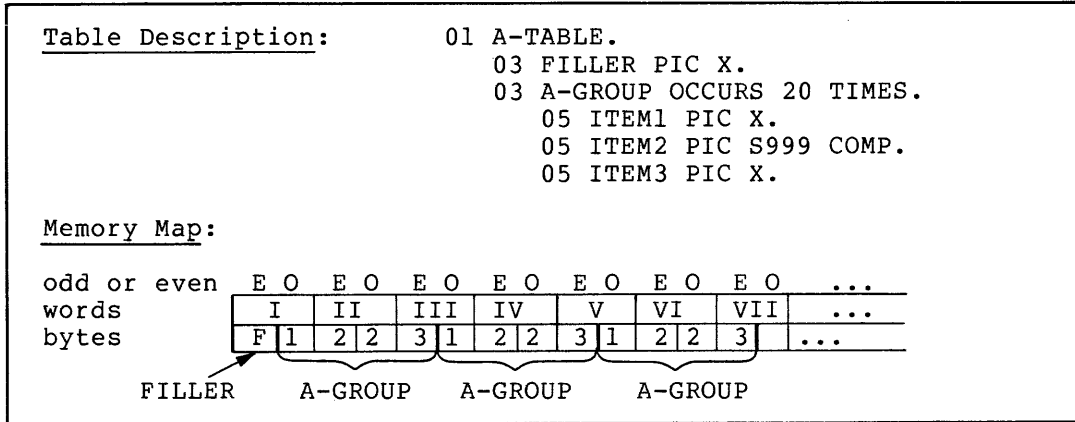 Table Description: 01 A-TABLE.
03 FILLER PIC X.
03 A-GROUP OCCURS 20 TIMES.
05 ITEM1 PIC X.
05 ITEM2 PIC S999 COMP.
05 ITEM3 PIC X.
Memory Map:
odd or even E O E O E O E O E O E O E O ...
words I II III IV V VI VII ...
bytes F 1 2 2 3 1 2 2 3 1 2 2 3 ...
FILLER A-GROUP A-GROUP A-GROUP